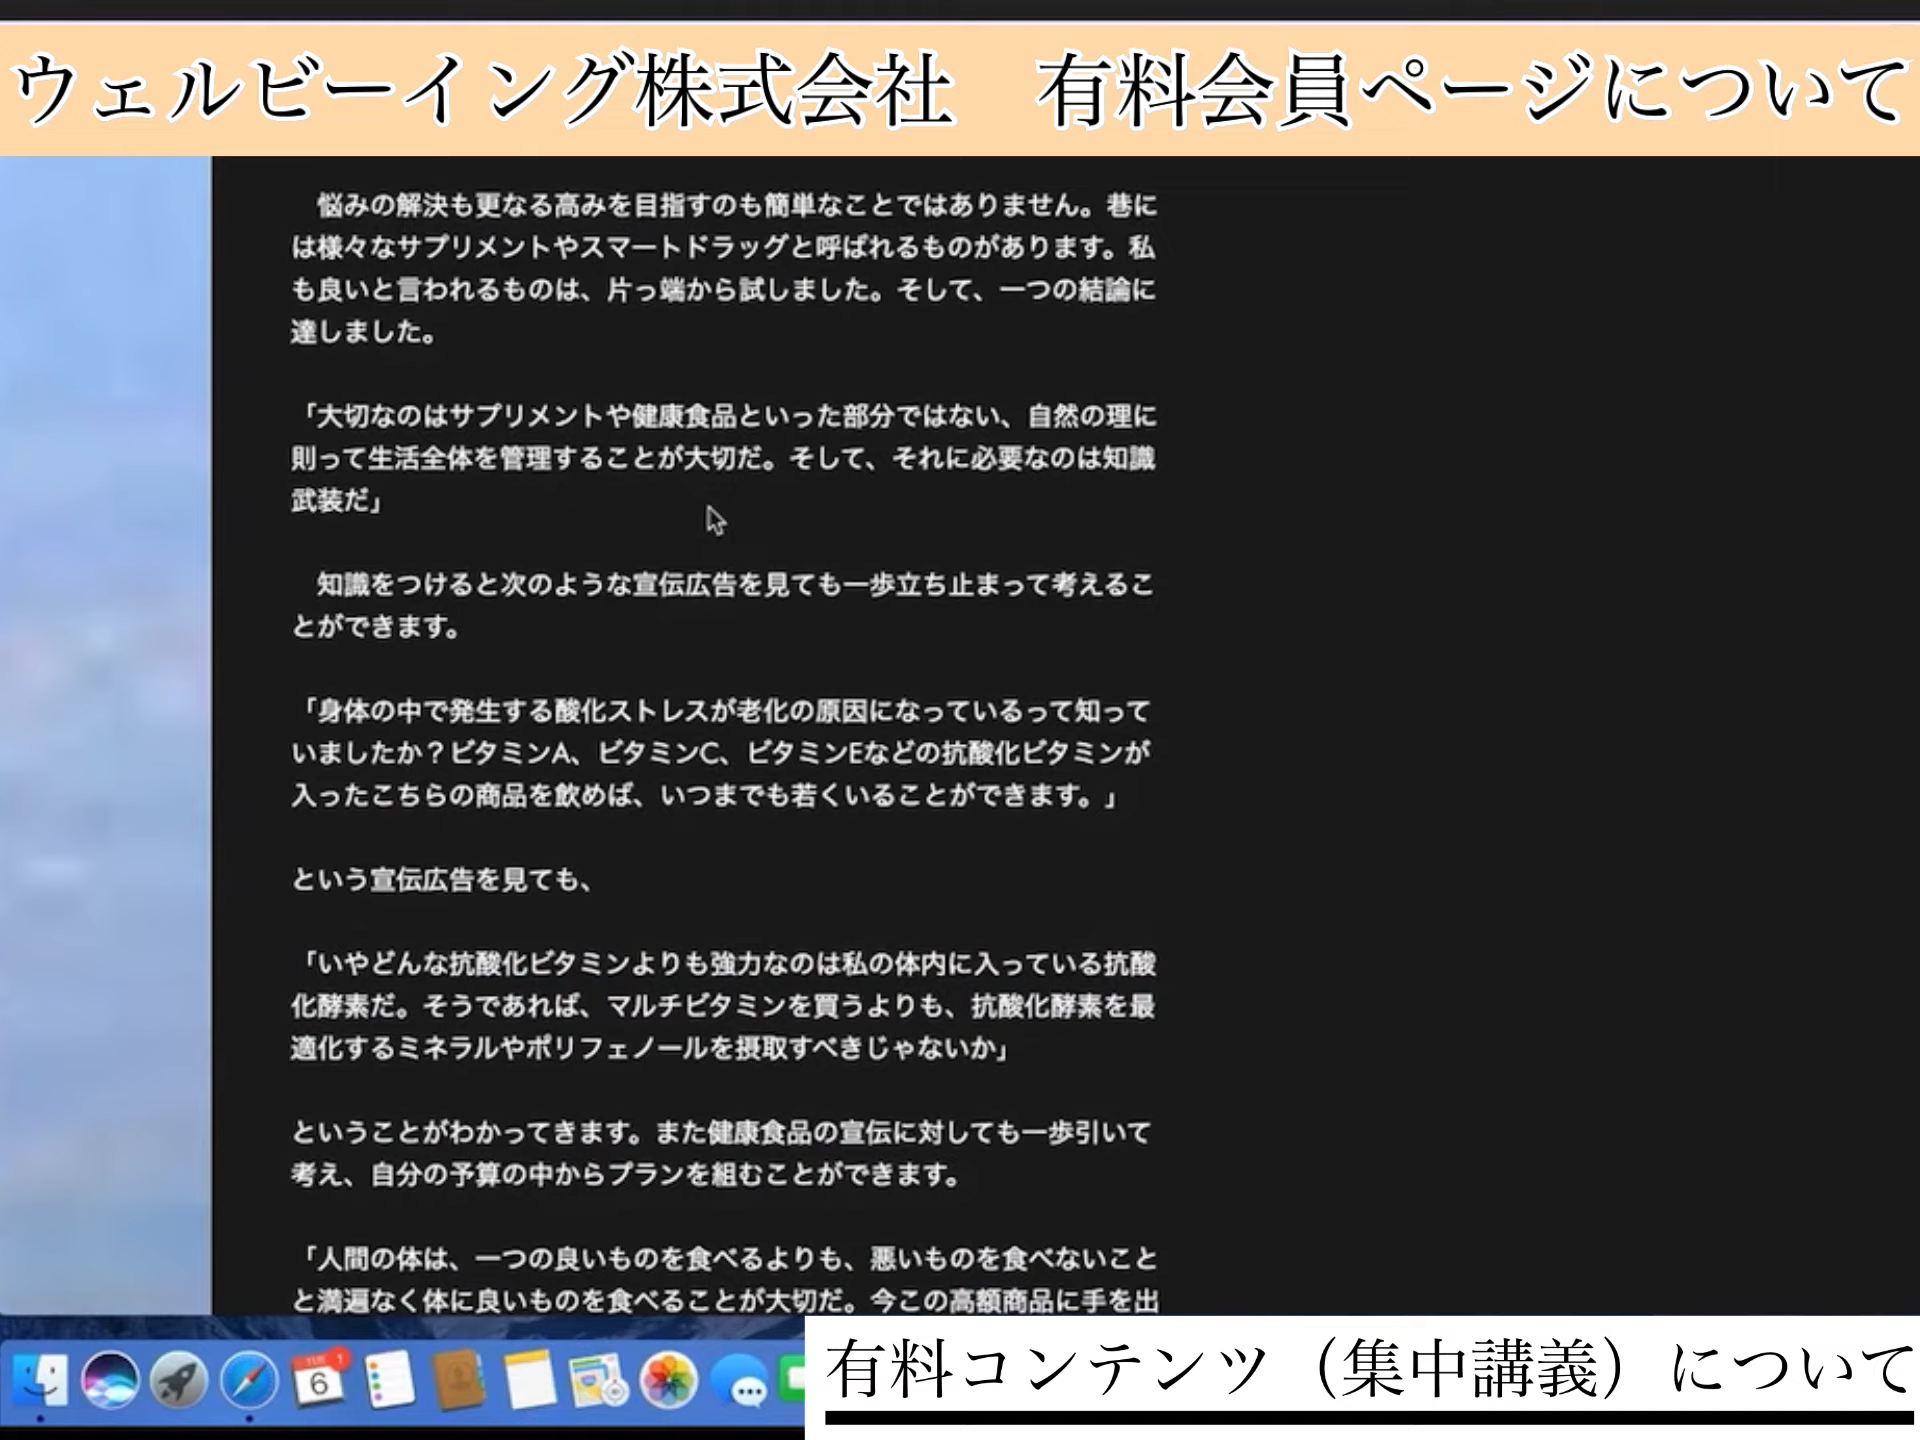 ウェルビーイング株式会社　有料会員ページについて
悩みの解決も更なる高みを目指すのも簡単なことではありません。巷に
は様々なサプリメントやスマートドラッグと呼ばれるものがあります。私
も良いと言われるものは、片っ端から試しました。そして、一つの結論に
達しました。
「大切なのはサプリメントや健康食品といった部分ではない、自然の理に
則って生活全体を管理することが大切だ。そして、それに必要なのは知識
武装だ」
知識をつけると次のような宣伝広告を見ても一歩立ち止まって考えるこ
とができます。
「身体の中で発生する酸化ストレスが老化の原因になっているって知って
いましたか？ビタミンA、ビタミンC、ビタミンEなどの抗酸化ビタミンが
入ったこちらの商品を飲めば、いつまでも若くいることができます。」
という宣伝広告を見ても、
「いやどんな抗酸化ビタミンよりも強力なのは私の体内に入っている抗酸
化酵素だ。そうであれば、マルチビタミンを買うよりも、抗酸化酵素を最
適化するミネラルやポリフェノールを摂取すべきじゃないか」
ということがわかってきます。また健康食品の宣伝に対しても一歩引いて
考え、自分の予算の中からプランを組むことができます。
「人間の体は、一つの良いものを食べるよりも、悪いものを食べないこと
と満遍なく体に良いものを食べることが大切だ。今この高額商品に手を出
TUE
1
6
有料コンテンツ（集中講義）について